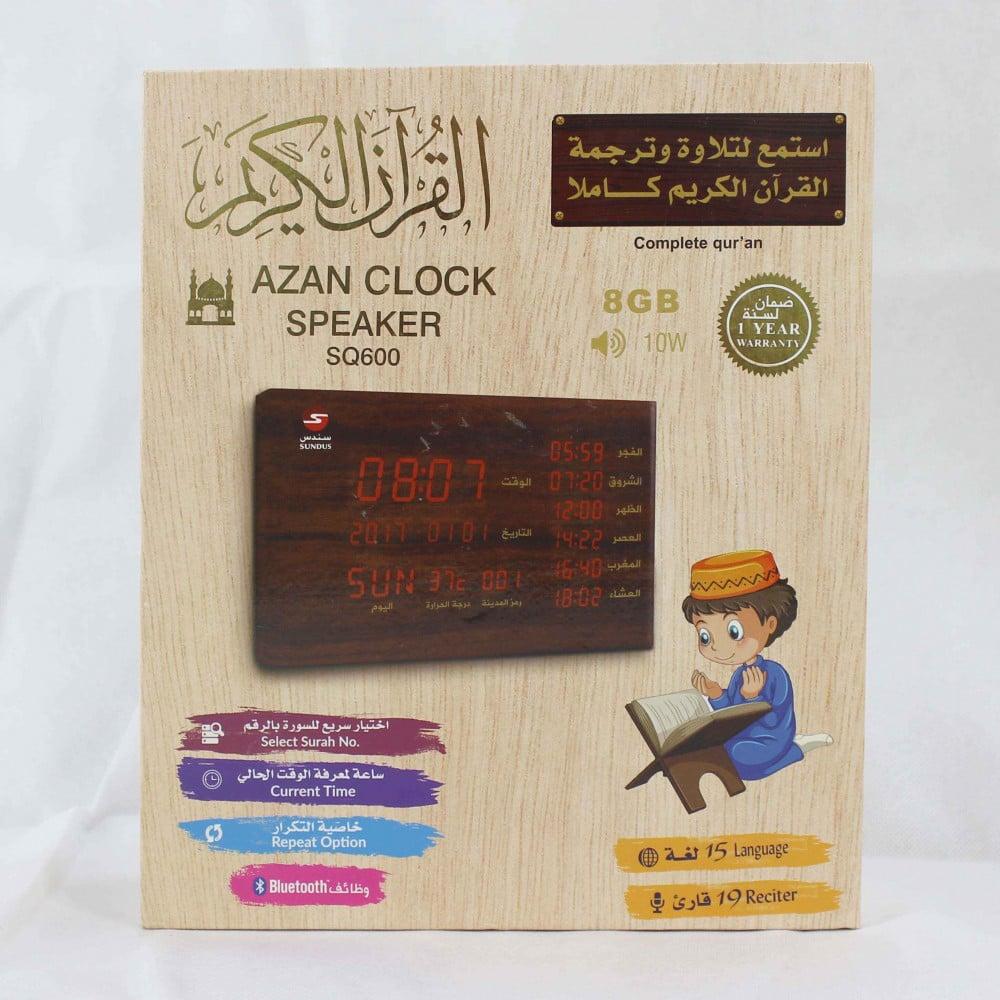 القرآن الكريم
AZAN CLOCK
SPEAKER
SQ600
استمع لتلاوة وترجمة
القرآن الكريم كاملا
Complete qur'an
8GB
10W
ضمان
لسنة
1 YEAR
WARRANTY
سندس
SUNDUS
08:07 الوقت
2017 01 01 التاريخ
SUN 37c 001
اليوم درجة الحرارة رمز المدينة
05:59 الفجر
07:20 الشروق
12:00 الظهر
14:22 العصر
16:40 المغرب
18:02 العشاء
اختيار سريع للسورة بالرقم
Select Surah No.
ساعة لمعرفة الوقت الحالي
Current Time
خاصية التكرار
Repeat Option
وظائف Bluetooth
لغة 15 Language
قارئ 19 Reciter